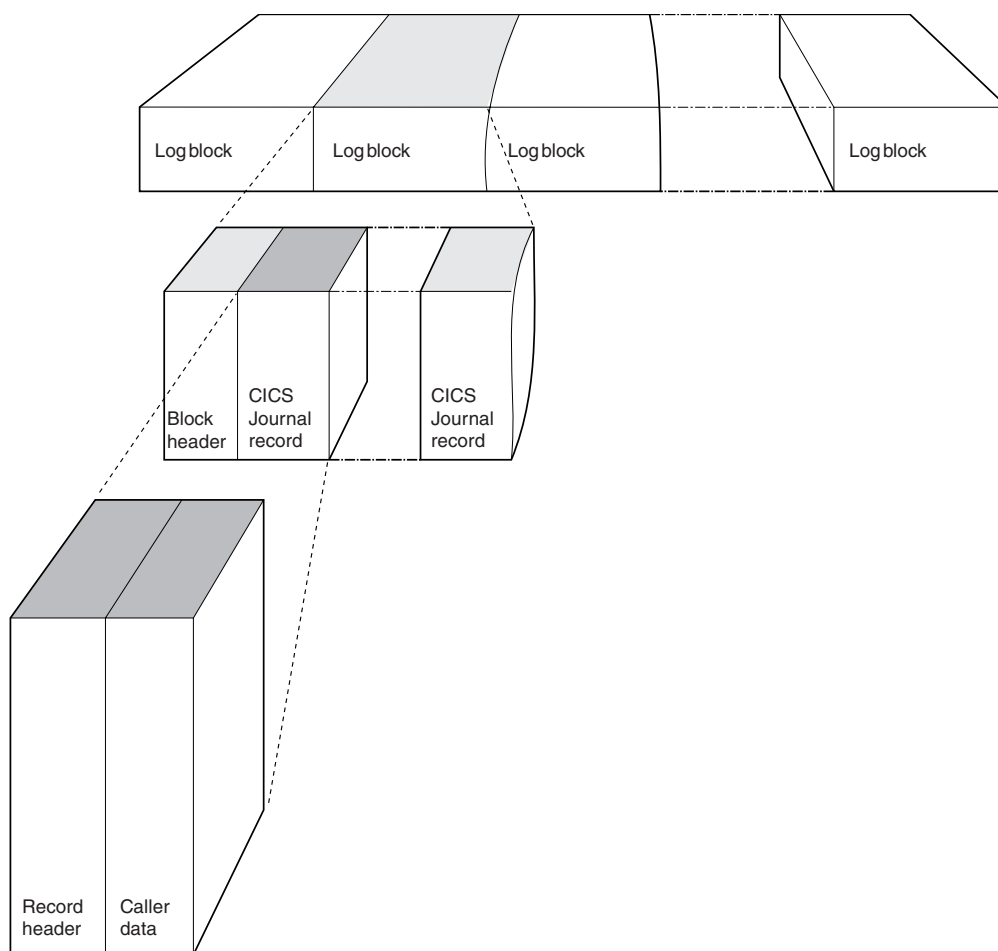 Log block
Log block
Log block
Log block
Block
header
CICS
Journal
record
CICS
Journal
record
Record
header
Caller
data